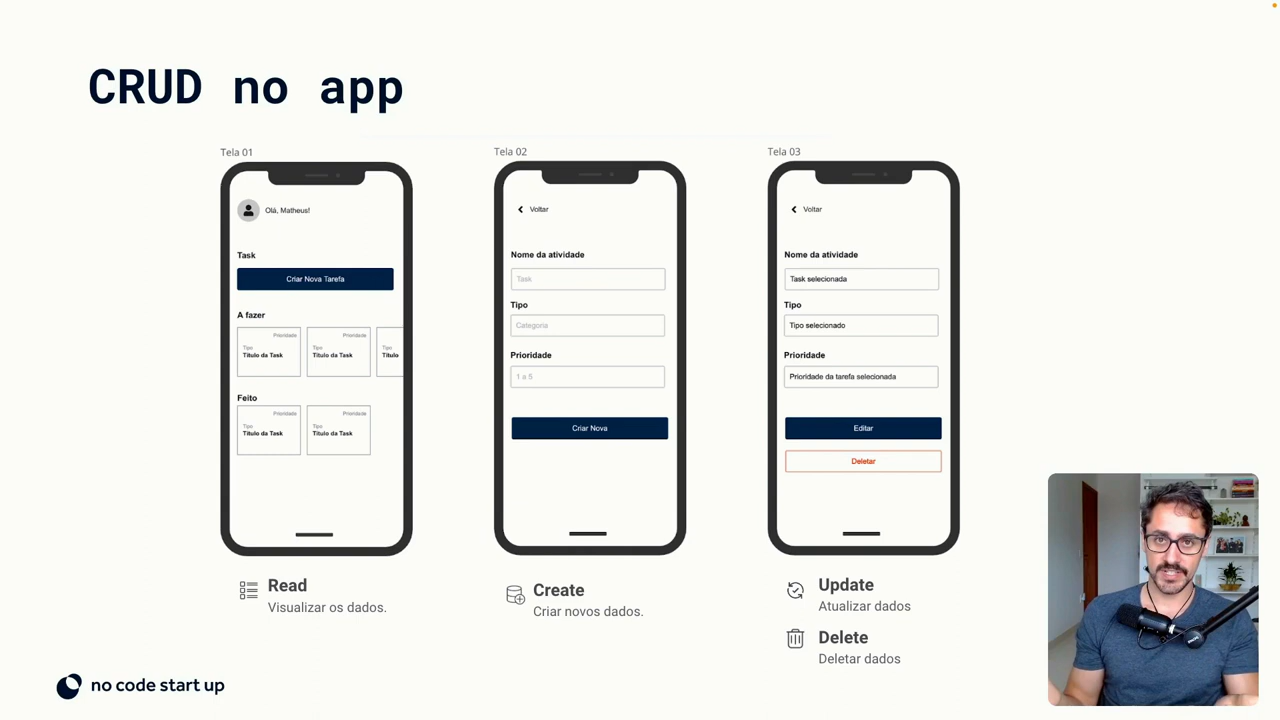 CRUD no app
Tela 01
Olá, Matheus!
Task
Criar Nova Tarefa
A fazer
Prioridade
Tipo
Título da Task
Prioridade
Tipo
Título da Task
Tipo
Título
Feito
Prioridade
Tipo
Título da Task
Prioridade
Tipo
Título da Task
Read
Visualizar os dados.
Tela 02
Voltar
Nome da atividade
Task
Tipo
Categoria
Prioridade
1 a 5
Criar Nova
Create
Criar novos dados.
Tela 03
Voltar
Nome da atividade
Task selecionada
Tipo
Tipo selecionado
Prioridade
Prioridade da tarefa selecionada
Editar
Deletar
Update
Atualizar dados
Delete
Deletar dados
no code start up